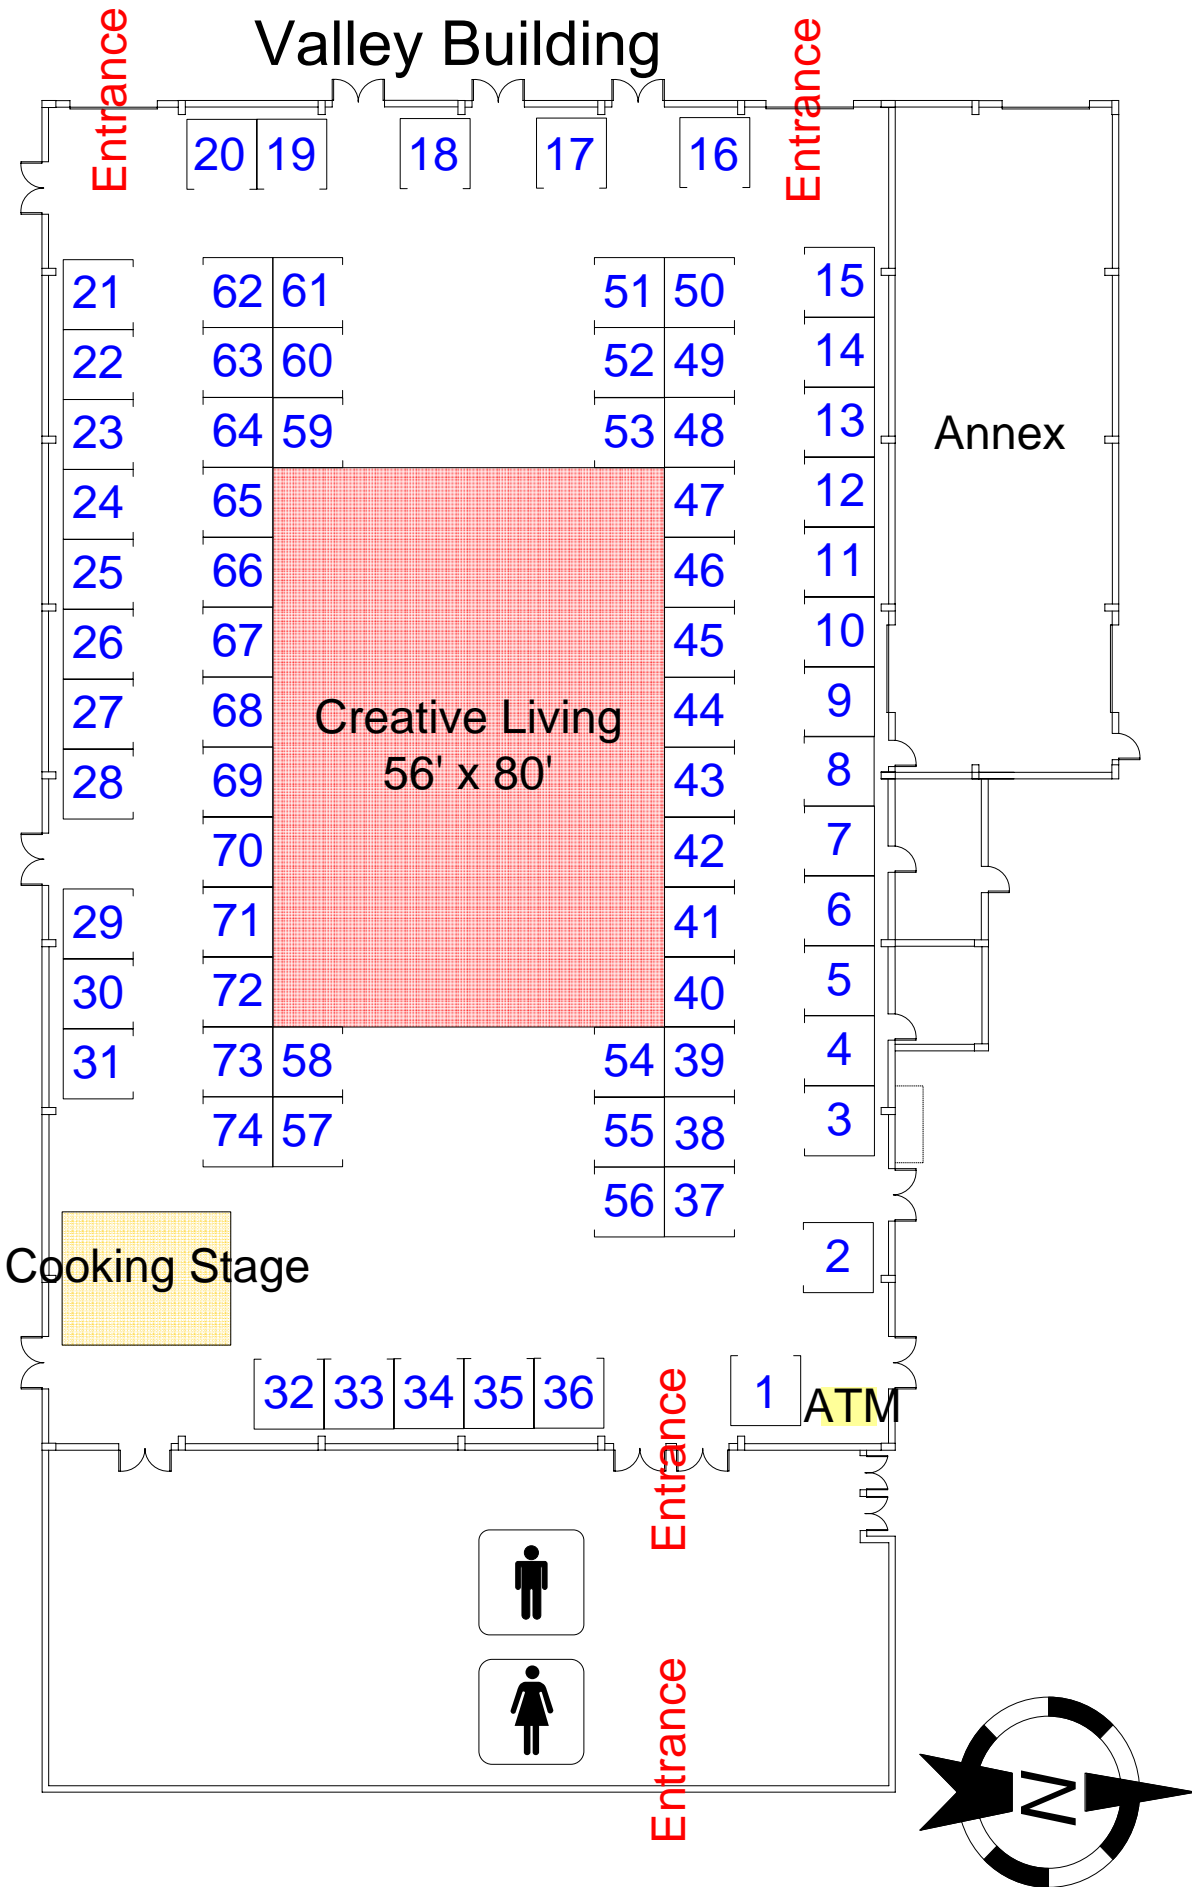 Valley Building
Entrance
Entrance
20 19 18 17 16
21 62 61 51 50 15
22 63 60 52 49 14
23 64 59 53 48 13
Annex
24 65 47 12
25 66 46 11
26 67 45 10
27 68 44 9
Creative Living
56' x 80'
28 69 43 8
70 42 7
29 71 41 6
30 72 40 5
31 73 58 54 39 4
74 57 55 38 3
56 37
2
Cooking Stage
32 33 34 35 36 1
ATM
Entrance
Entrance
N